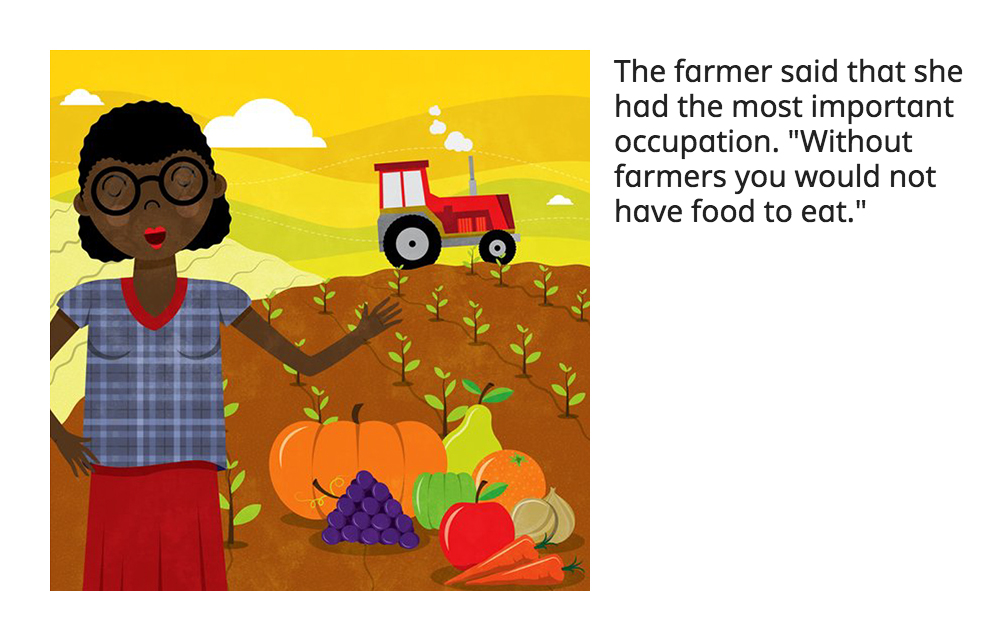 The farmer said that she
had the most important
occupation. "Without
farmers you would not
have food to eat."